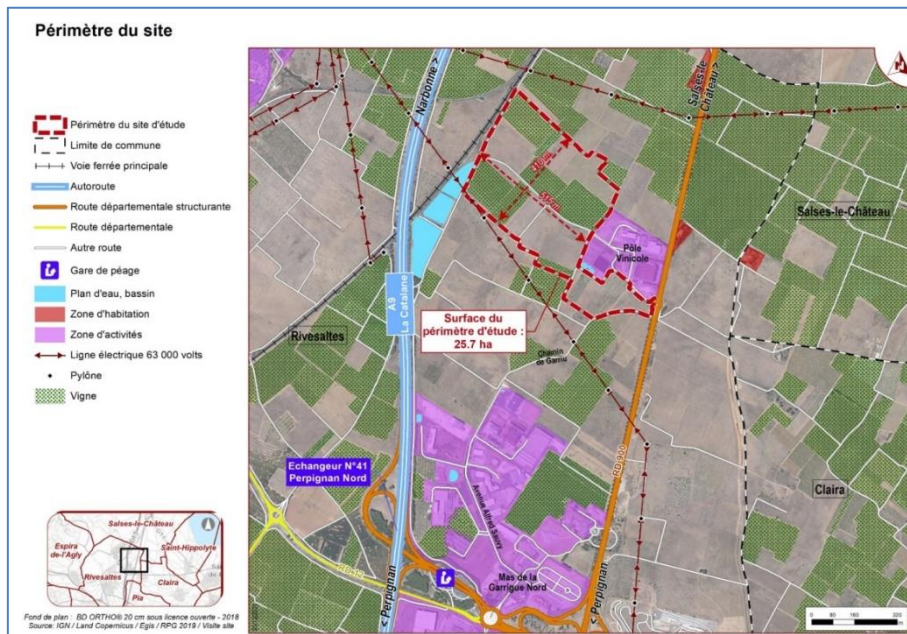 Périmètre du site
Périmètre du site d'étude
Limite de commune
Voie ferrée principale
Autoroute
Route départementale structurante
Route départementale
Autre route
Gare de péage
Plan d'eau, bassin
Zone d'habitation
Zone d'activités
Ligne électrique 63 000 volts
Pylône
Vigne
Narbonne >
Salses-le
Château >
Salses-le-Château
Pôle
Vinicole
A9
La Catalane
Surface du
périmètre d'étude :
25.7 ha
Rivesaltes
Chemin
de Garriu
RD 900
Echangeur N°41
Perpignan Nord
Avenue Alfred Sauvy
Claira
Mas de la
Garrigue Nord
< Perpignan
< Perpignan
Salses-le-Château
Espira
de-l'Agly
Saint-Hippolyte
Rivesaltes
Claira
Pia
0 80 160 320
m
Fond de plan : BD ORTHO® 20 cm sous licence ouverte - 2018
Source: IGN / Land Copernicus / Egis / RPG 2019 / Visite site